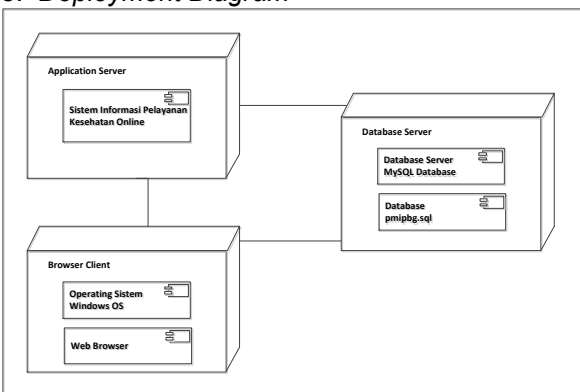 Deployment Diagram
Application Server
Sistem Informasi Pelayanan
Kesehatan Online
Database Server
Database Server
MySQL Database
Database
pmipbg.sql
Browser Client
Operating Sistem
Windows OS
Web Browser